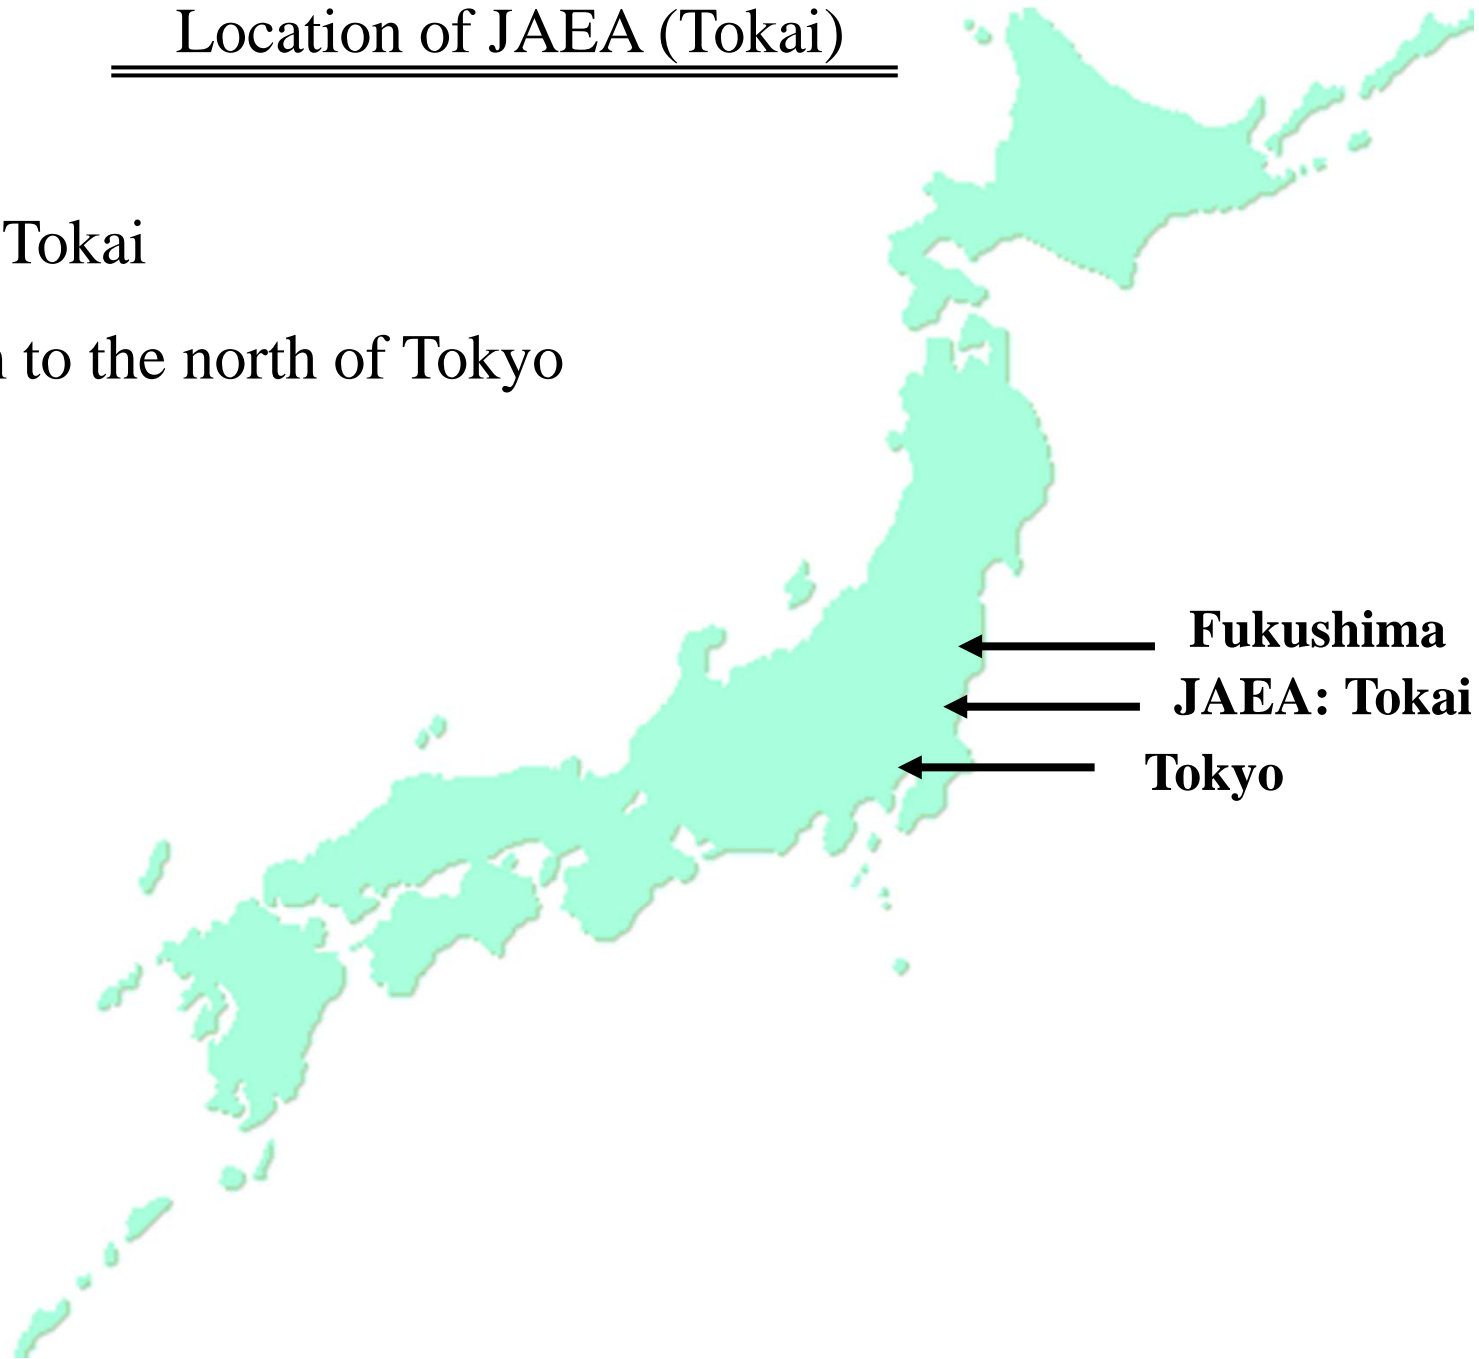 Location of JAEA (Tokai)
Tokai
to the north of Tokyo
Fukushima
JAEA: Tokai
Tokyo